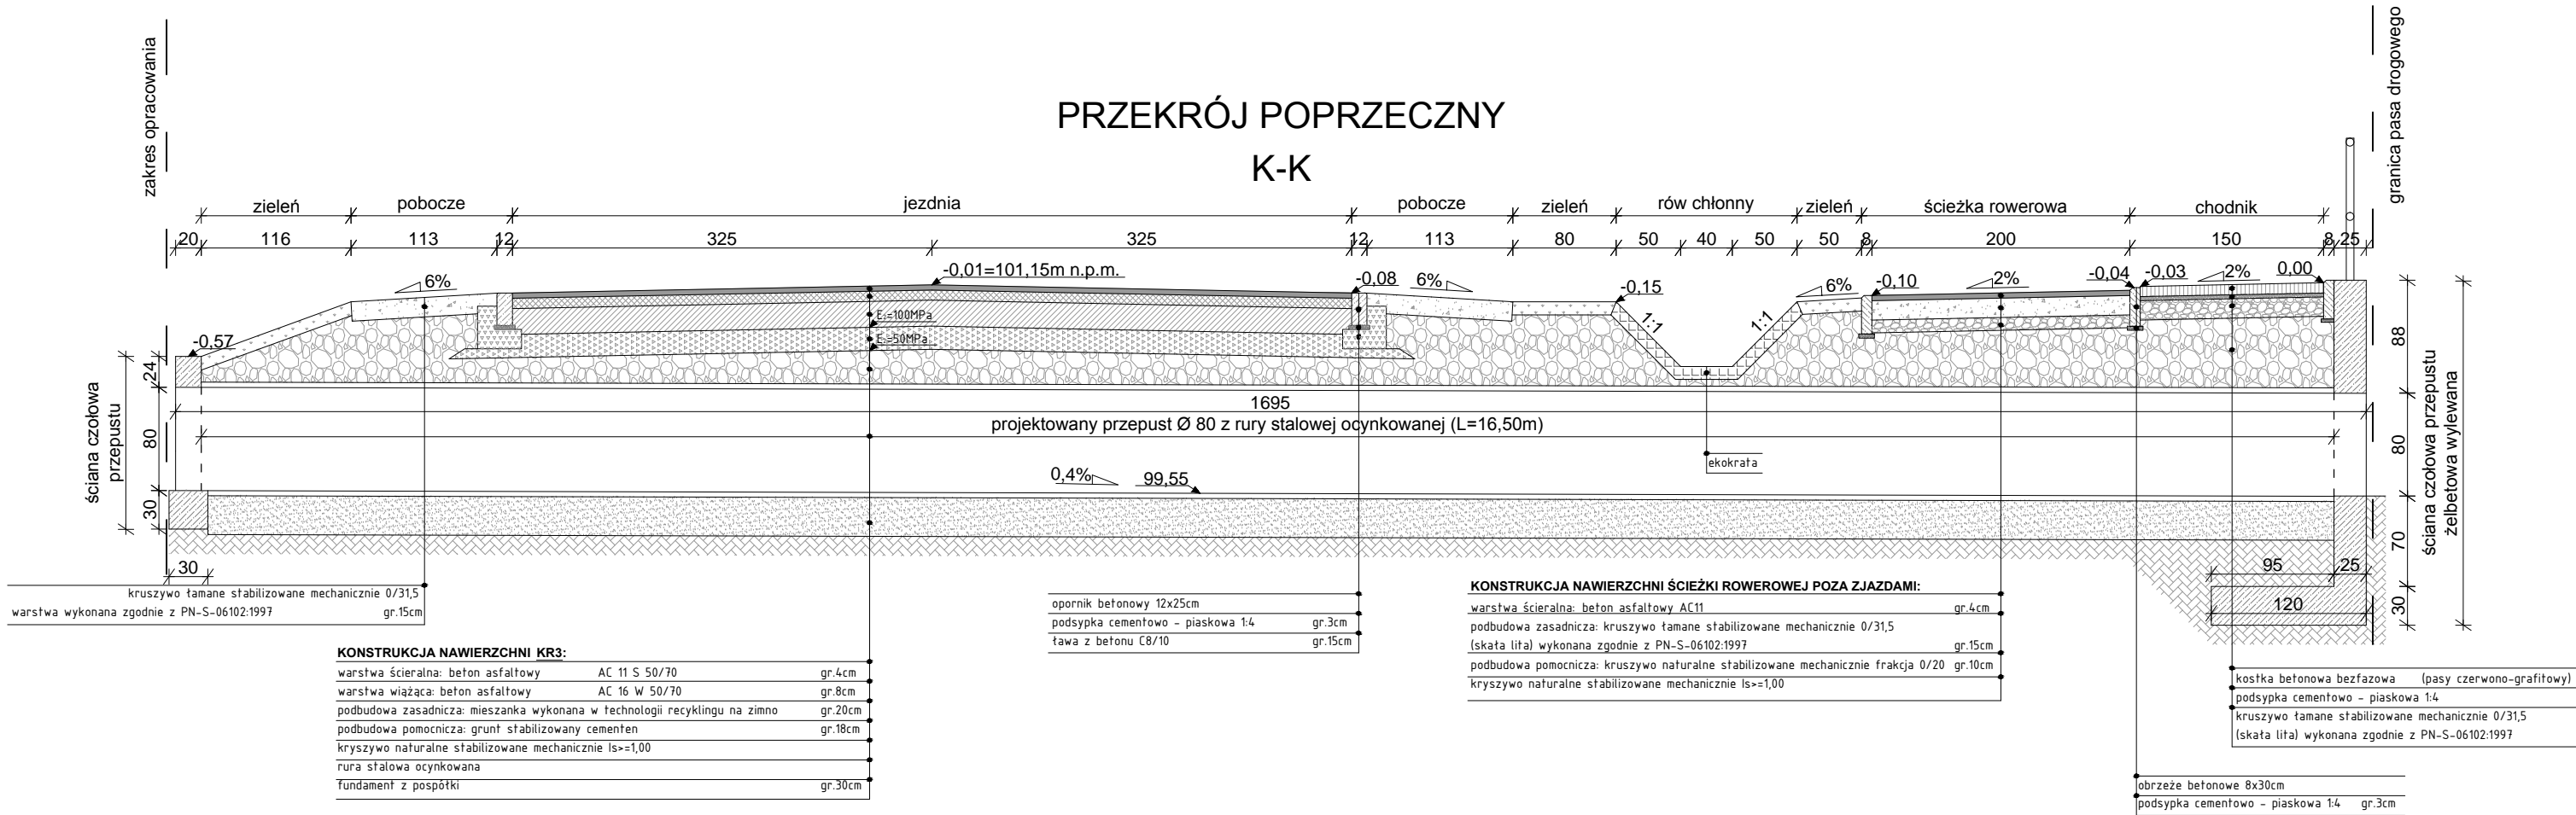 zakres opracowania
granica pasa drogowego
PRZEKRÓJ POPRZECZNY
K-K
zieleń pobocze jezdnia pobocze zieleń rów chłonny zieleń ścieżka rowerowa chodnik
20 116 113 12 325 325 12 113 80 50 40 50 50 8 200 150 8 25
6% -0,01=101,15m n.p.m. -0,08 6% -0,15 6% -0,10 2% -0,04 -0,03 2% 0,00
1:1 1:1
E₂=100MPa
E₂=50MPa
-0,57
24
88
1695
projektowany przepust Ø 80 z rury stalowej ocynkowanej (L=16,50m)
80
80
ekokrata
0,4% 99,55
30
70
ściana czołowa
przepustu
ściana czołowa przepustu
żelbetowa wylewana
30
95 25
120
30
kruszywo łamane stabilizowane mechanicznie 0/31,5
warstwa wykonana zgodnie z PN-S-06102:1997 gr.15cm
KONSTRUKCJA NAWIERZCHNI KR3:
warstwa ścieralna: beton asfaltowy AC 11 S 50/70 gr.4cm
warstwa wiążąca: beton asfaltowy AC 16 W 50/70 gr.8cm
podbudowa zasadnicza: mieszanka wykonana w technologii recyklingu na zimno gr.20cm
podbudowa pomocnicza: grunt stabilizowany cementen gr.18cm
kryszywo naturalne stabilizowane mechanicznie Is>=1,00
rura stalowa ocynkowana
fundament z pospółki gr.30cm
opornik betonowy 12x25cm
podsypka cementowo - piaskowa 1:4 gr.3cm
ława z betonu C8/10 gr.15cm
KONSTRUKCJA NAWIERZCHNI ŚCIEŻKI ROWEROWEJ POZA ZJAZDAMI:
warstwa ścieralna: beton asfaltowy AC11 gr.4cm
podbudowa zasadnicza: kruszywo łamane stabilizowane mechanicznie 0/31,5
(skała lita) wykonana zgodnie z PN-S-06102:1997 gr.15cm
podbudowa pomocnicza: kruszywo naturalne stabilizowane mechanicznie frakcja 0/20 gr.10cm
kryszywo naturalne stabilizowane mechanicznie Is>=1,00
kostka betonowa bezfazowa (pasy czerwono-grafitowy)
podsypka cementowo - piaskowa 1:4
kruszywo łamane stabilizowane mechanicznie 0/31,5
(skała lita) wykonana zgodnie z PN-S-06102:1997
obrzeże betonowe 8x30cm
podsypka cementowo - piaskowa 1:4 gr.3cm